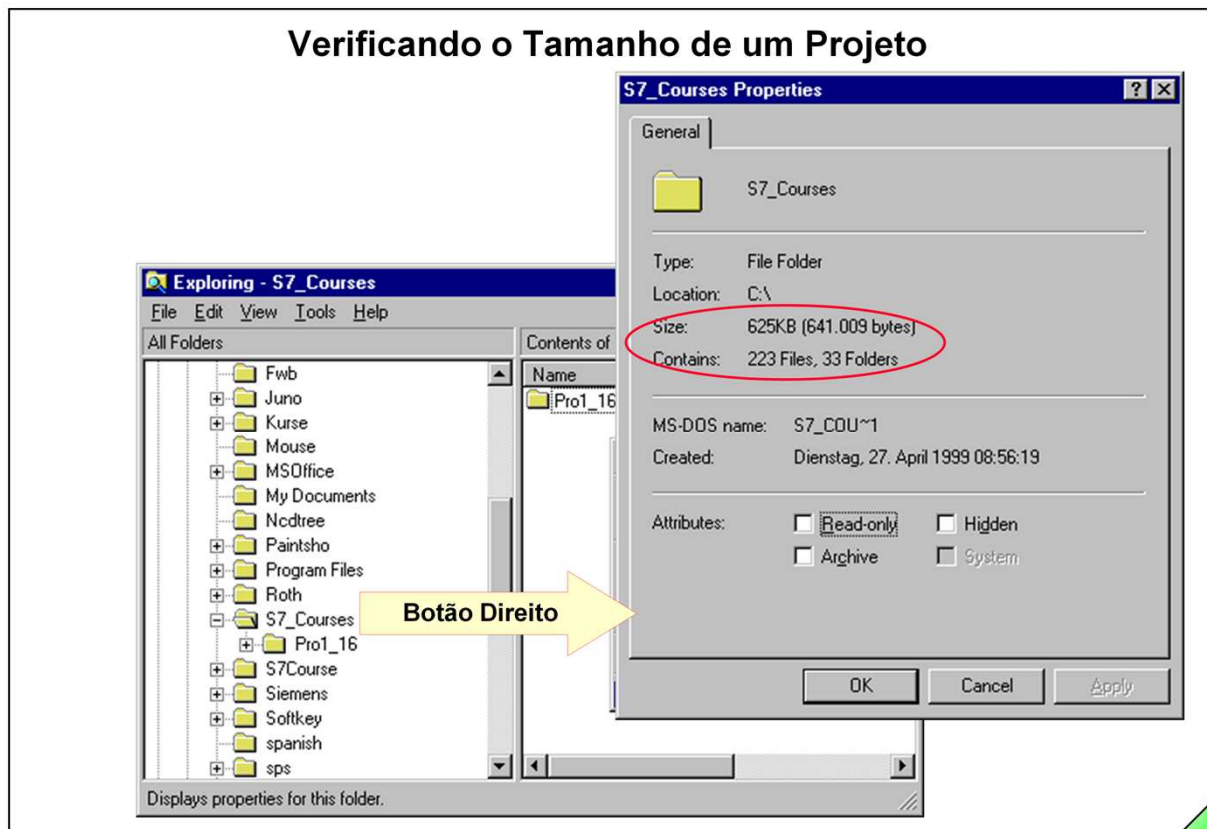 Verificando o Tamanho de um Projeto
S7_Courses Properties
General
S7_Courses
Type: File Folder
Location: C:\
Size: 625KB (641.009 bytes)
Contains: 223 Files, 33 Folders
MS-DOS name: S7_COU~1
Created: Dienstag, 27. April 1999 08:56:19
Attributes: Read-only Hidden
Archive System
OK Cancel Apply
Exploring - S7_Courses
File Edit View Tools Help
All Folders
Contents of
Name
Fwb
Juno
Kurse
Mouse
MSOffice
My Documents
Ncdtree
Paintsho
Program Files
Roth
S7_Courses
Pro1_16
S7Course
Siemens
Softkey
spanish
sps
Pro1_16
Botão Direito
Displays properties for this folder.